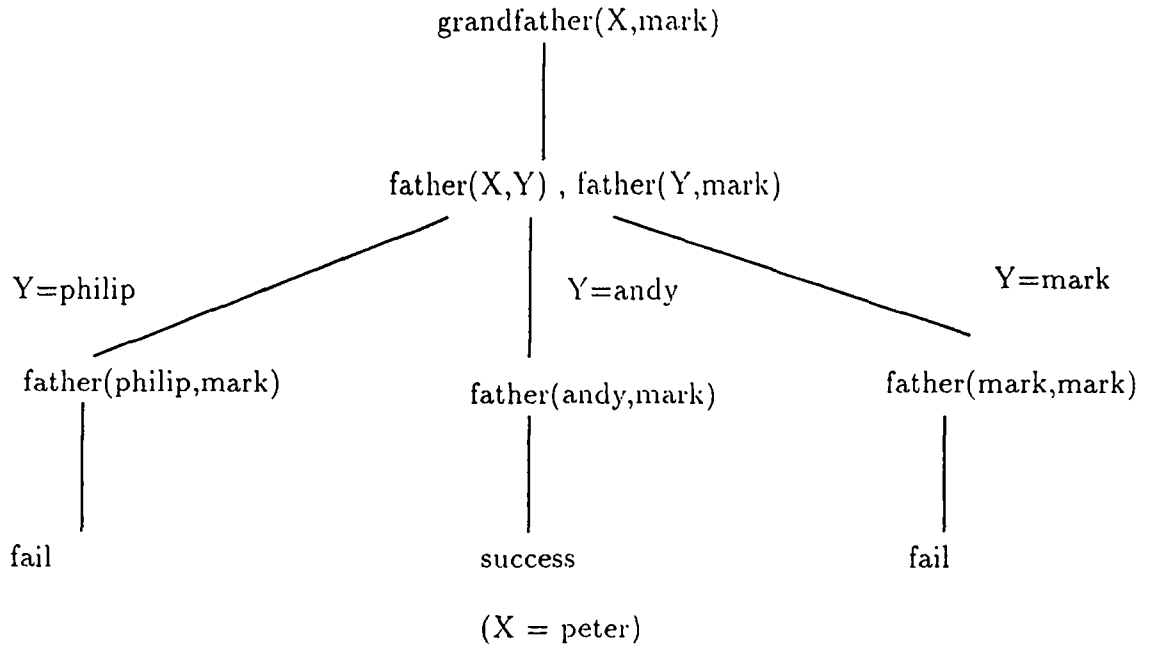 grandfather(X,mark)
father(X,Y) , father(Y,mark)
Y=philip
Y=andy
Y=mark
father(philip,mark)
father(andy,mark)
father(mark,mark)
fail
success
fail
(X = peter)